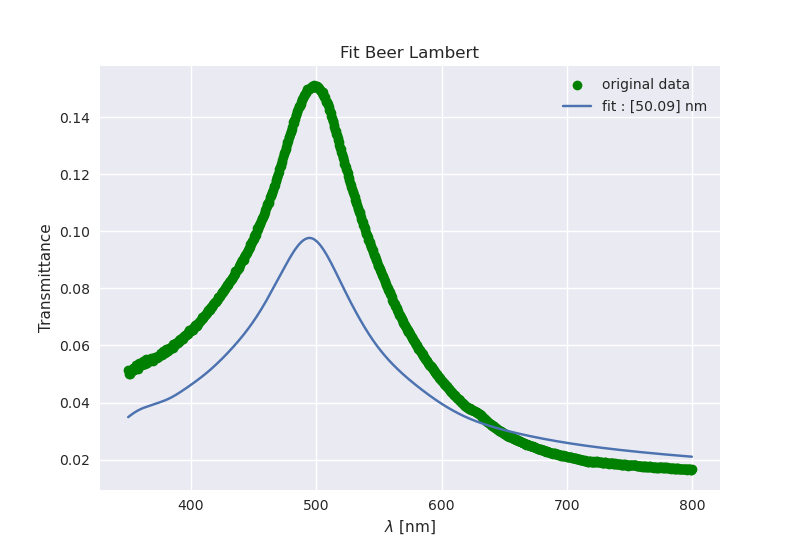 Fit Beer Lambert
original data
fit : [50.09] nm
Transmittance
0.14
0.12
0.10
0.08
0.06
0.04
0.02
400 500 600 700 800
λ [nm]